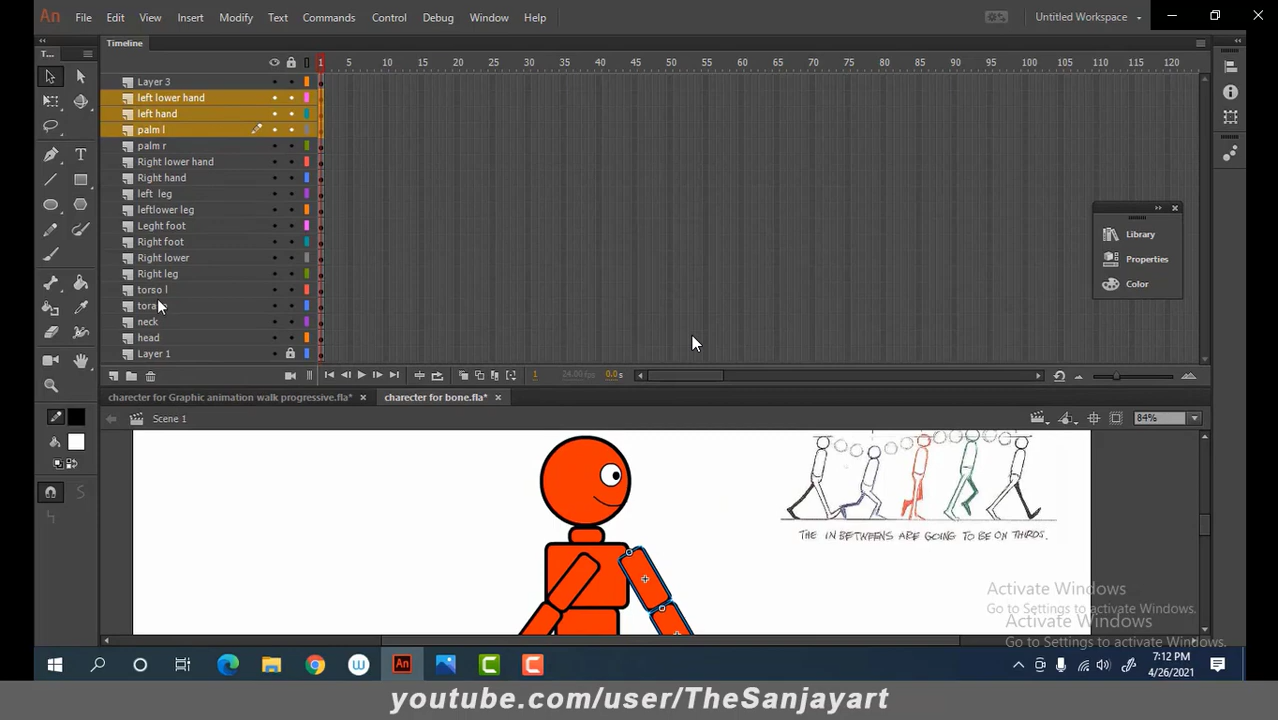 An File Edit View Insert Modify Text Commands Control Debug Window Help Untitled Workspace
T... Timeline
1 5 10 15 20 25 30 35 40 45 50 55 60 65 70 75 80 85 90 95 100 105 110 115 120
Layer 3
left lower hand
left hand
palm l
palm r
Right lower hand
Right hand
left leg
leftlower leg
Leght foot
Right foot
Right lower
Right leg
torso l
neck
head
Layer 1
Library
Properties
Color
1 24.00 fps 0.0 s
charecter for Graphic animation walk progressive.fla* × charecter for bone.fla* ×
Scene 1 84%
THE IN BETWEENS ARE GOING TO BE ON THIRDS.
Activate Windows
Go to Settings to activate Windows.
Activate Windows
Go to Settings to activate Windows.
An
7:12 PM
4/26/2021
youtube.com/user/TheSanjayart